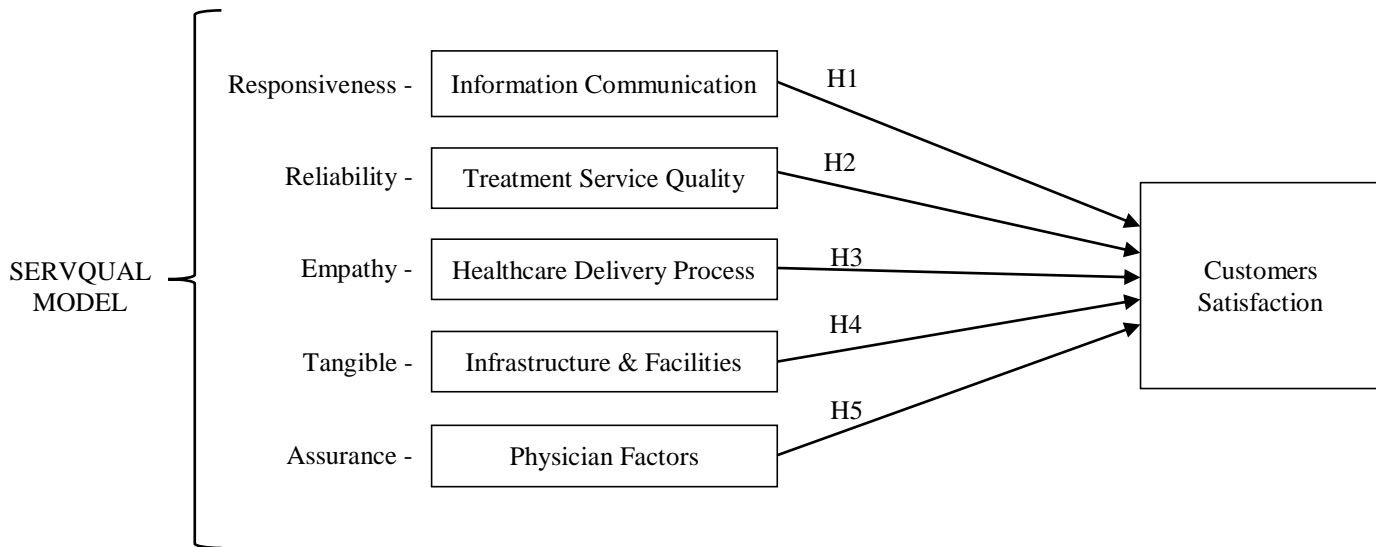 SERVQUAL
MODEL
Responsiveness -
Information Communication
H1
Reliability -
Treatment Service Quality
H2
Empathy -
Healthcare Delivery Process
H3
Tangible -
Infrastructure & Facilities
H4
Assurance -
Physician Factors
H5
Customers
Satisfaction